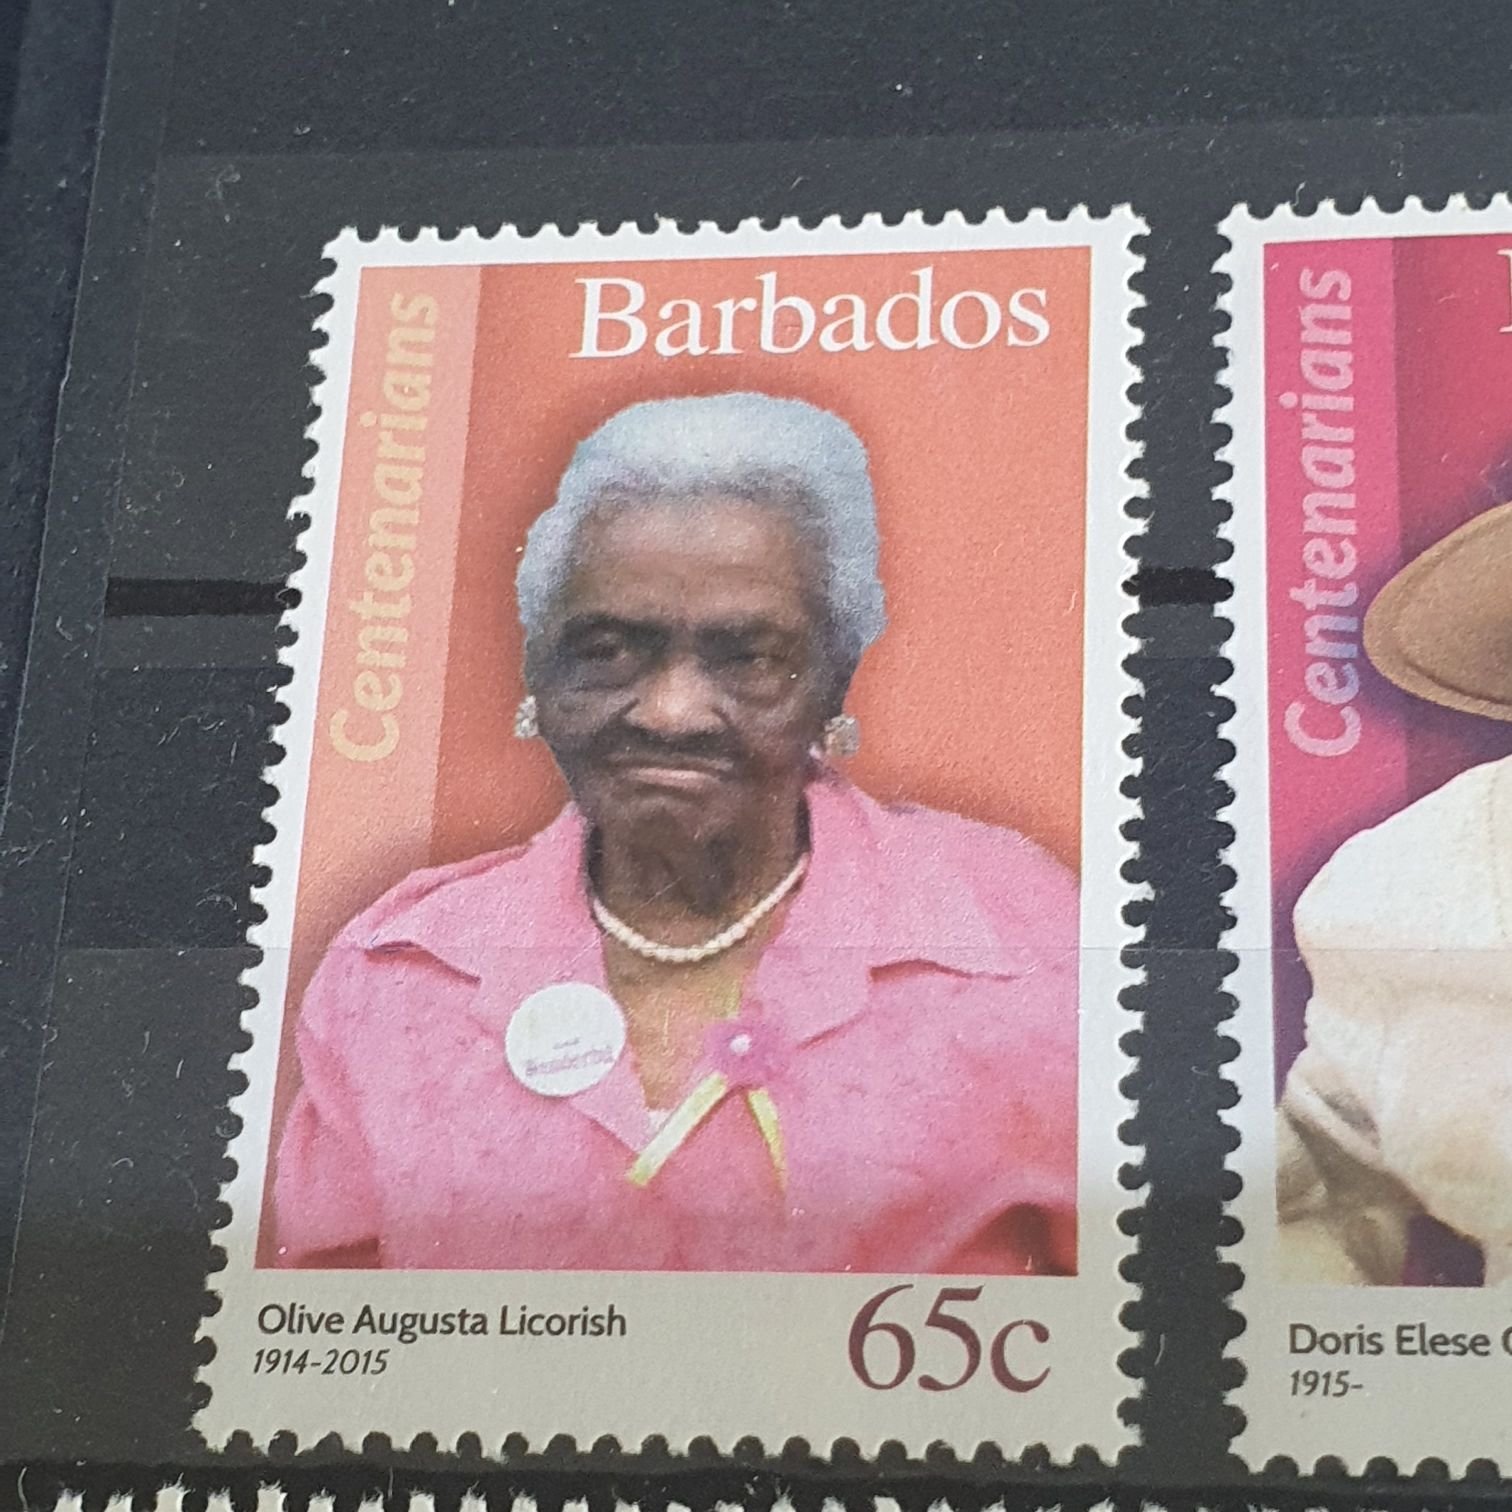 Barbados
Centenarians
Olive Augusta Licorish
1914-2015
65c
Centenarians
Doris Elese
1915-